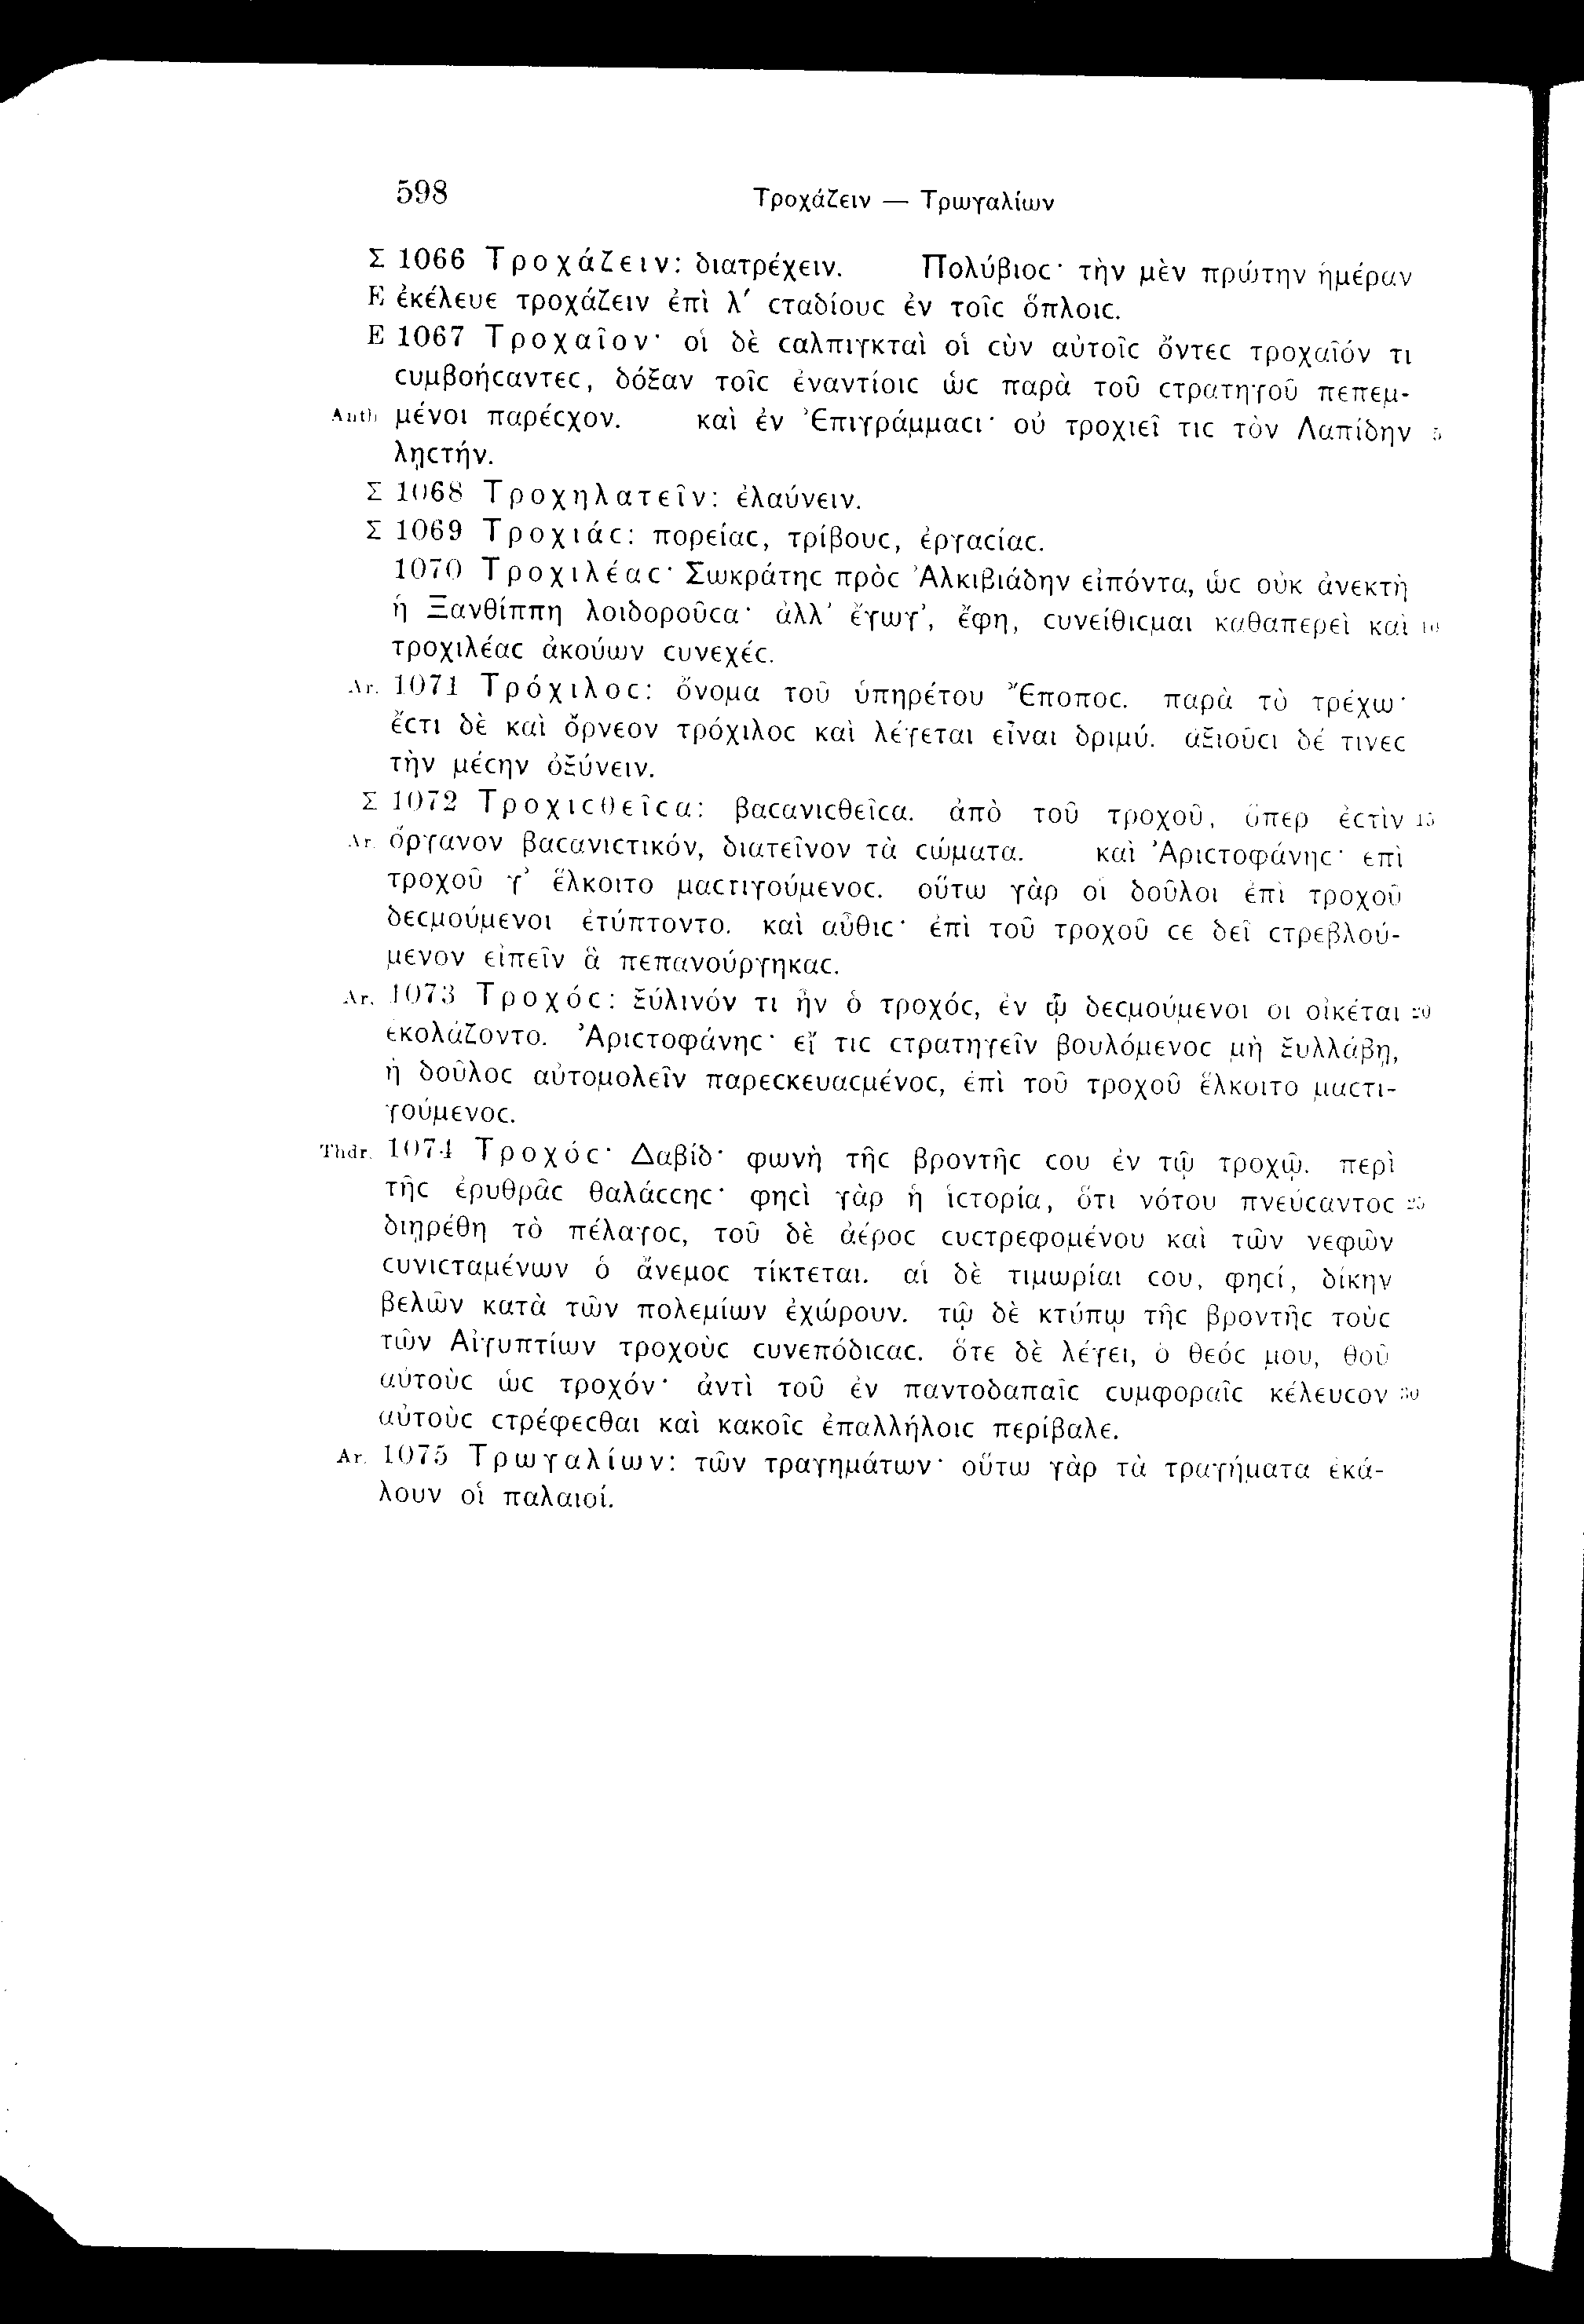 598 Τροχάζειν — Τρωγαλίων
Σ 1066 Τροχάζειν: διατρέχειν. Πολύβιοϲ· τὴν μὲν πρώτην ἡμέραν
E ἐκέλευε τροχάζειν ἐπὶ λ′ ϲταδίουϲ ἐν τοῖϲ ὅπλοιϲ.
E 1067 Τροχαῖον· οἱ δὲ ϲαλπιγκταὶ οἱ ϲὺν αὐτοῖϲ ὄντεϲ τροχαῖόν τι
ϲυμβοήϲαντεϲ, δόξαν τοῖϲ ἐναντίοιϲ ὡϲ παρὰ τοῦ ϲτρατηγοῦ πεπεμ-
Anth μένοι παρέϲχον. καὶ ἐν Ἐπιγράμμαϲι· οὐ τροχιεῖ τιϲ τὸν Λαπίδην 5
λῃϲτήν.
Σ 1068 Τροχηλατεῖν: ἐλαύνειν.
Σ 1069 Τροχιάϲ: πορείαϲ, τρίβουϲ, ἐργαϲίαϲ.
1070 Τροχιλέαϲ· Σωκράτηϲ πρὸϲ Ἀλκιβιάδην εἰπόντα, ὡϲ οὐκ ἀνεκτὴ
ἡ Ξανθίππη λοιδοροῦϲα· ἀλλ' ἔγωγ', ἔφη, ϲυνείθιϲμαι καθαπερεὶ καὶ 10
τροχιλέαϲ ἀκούων ϲυνεχέϲ.
Ar. 1071 Τρόχιλοϲ: ὄνομα τοῦ ὑπηρέτου Ἔποποϲ. παρὰ τὸ τρέχω·
ἔϲτι δὲ καὶ ὄρνεον τρόχιλοϲ καὶ λέγεται εἶναι δριμύ. ἀξιοῦϲι δέ τινεϲ
τὴν μέϲην ὀξύνειν.
Σ 1072 Τροχιϲθεῖϲα: βαϲανιϲθεῖϲα. ἀπὸ τοῦ τροχοῦ, ὅπερ ἐϲτὶν 15
Ar. ὄργανον βαϲανιϲτικόν, διατεῖνον τὰ ϲώματα. καὶ Ἀριϲτοφάνηϲ· ἐπὶ
τροχοῦ γ' ἕλκοιτο μαϲτιγούμενοϲ. οὕτω γὰρ οἱ δοῦλοι ἐπὶ τροχοῦ
δεϲμούμενοι ἐτύπτοντο. καὶ αὖθιϲ· ἐπὶ τοῦ τροχοῦ ϲε δεῖ ϲτρεβλού-
μενον εἰπεῖν ἃ πεπανούργηκαϲ.
Ar. 1073 Τροχόϲ: ξύλινόν τι ἦν ὁ τροχόϲ, ἐν ᾧ δεϲμούμενοι οἱ οἰκέται 20
ἐκολάζοντο. Ἀριϲτοφάνηϲ· εἴ τιϲ ϲτρατηγεῖν βουλόμενοϲ μὴ ξυλλάβῃ,
ἢ δοῦλοϲ αὐτομολεῖν παρεϲκευαϲμένοϲ, ἐπὶ τοῦ τροχοῦ ἕλκοιτο μαϲτι-
γούμενοϲ.
Thdr. 1074 Τροχόϲ· Δαβίδ· φωνὴ τῆϲ βροντῆϲ ϲου ἐν τῷ τροχῷ. περὶ
τῆϲ ἐρυθρᾶϲ θαλάϲϲηϲ· φηϲὶ γὰρ ἡ ἱϲτορία, ὅτι νότου πνεύϲαντοϲ 25
διῃρέθη τὸ πέλαγοϲ, τοῦ δὲ ἀέροϲ ϲυϲτρεφομένου καὶ τῶν νεφῶν
ϲυνιϲταμένων ὁ ἄνεμοϲ τίκτεται. αἱ δὲ τιμωρίαι ϲου, φηϲί, δίκην
βελῶν κατὰ τῶν πολεμίων ἐχώρουν. τῷ δὲ κτύπῳ τῆϲ βροντῆϲ τοὺϲ
τῶν Αἰγυπτίων τροχοὺϲ ϲυνεπόδιϲαϲ. ὅτε δὲ λέγει, ὁ θεόϲ μου, θοῦ
αὐτοὺϲ ὡϲ τροχόν· ἀντὶ τοῦ ἐν παντοδαπαῖϲ ϲυμφοραῖϲ κέλευϲον 30
αὐτοὺϲ ϲτρέφεϲθαι καὶ κακοῖϲ ἐπαλλήλοιϲ περίβαλε.
Ar. 1075 Τρωγαλίων: τῶν τραγημάτων· οὕτω γὰρ τὰ τραγήματα ἐκά-
λουν οἱ παλαιοί.